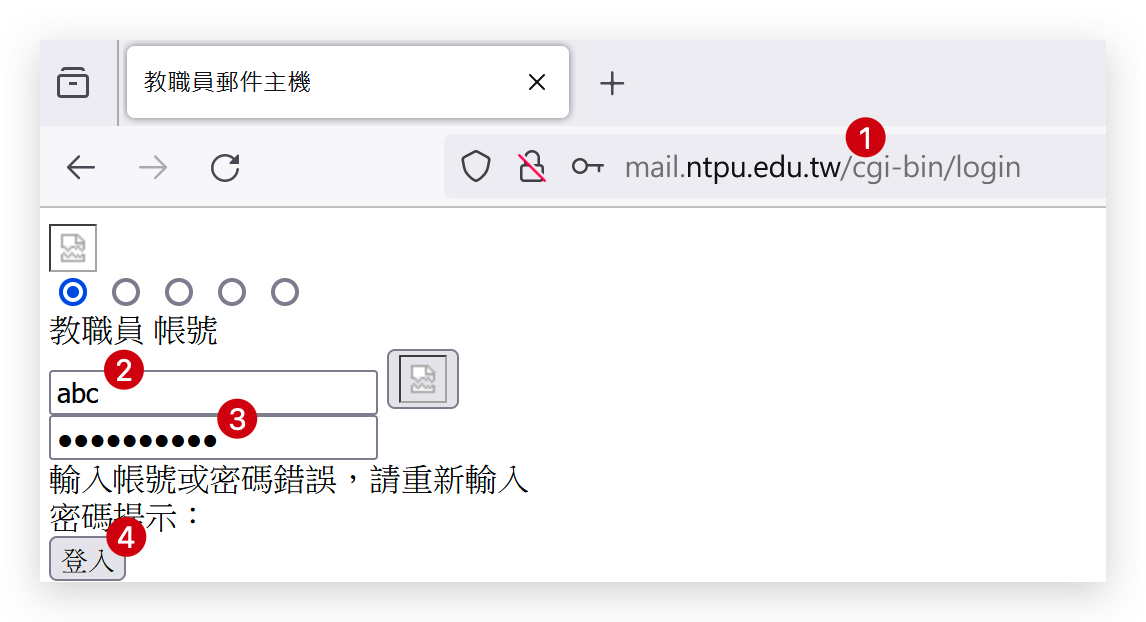 教職員郵件主機
mail.ntpu.edu.tw/cgi-bin/login
1
教職員 帳號
2
abc
3
輸入帳號或密碼錯誤，請重新輸入
密碼提示：
4
登入